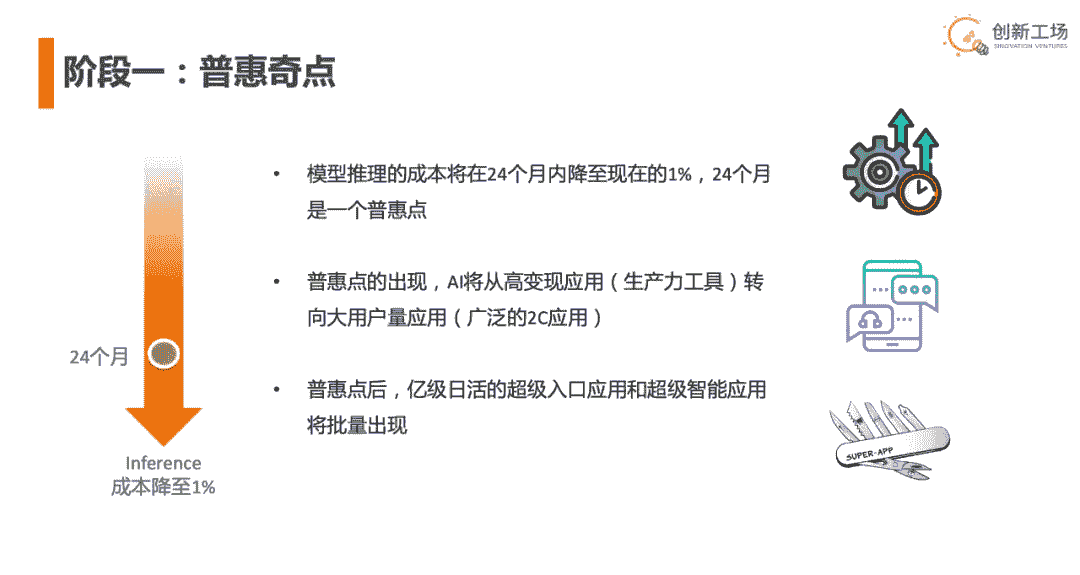 创新工场
SINOVATION VENTURES
阶段一：普惠奇点
• 模型推理的成本将在24个月内降至现在的1%，24个月
是一个普惠点
• 普惠点的出现，AI将从高变现应用（生产力工具）转
向大用户量应用（广泛的2C应用）
24个月
• 普惠点后，亿级日活的超级入口应用和超级智能应用
将批量出现
SUPER-APP
Inference
成本降至1%